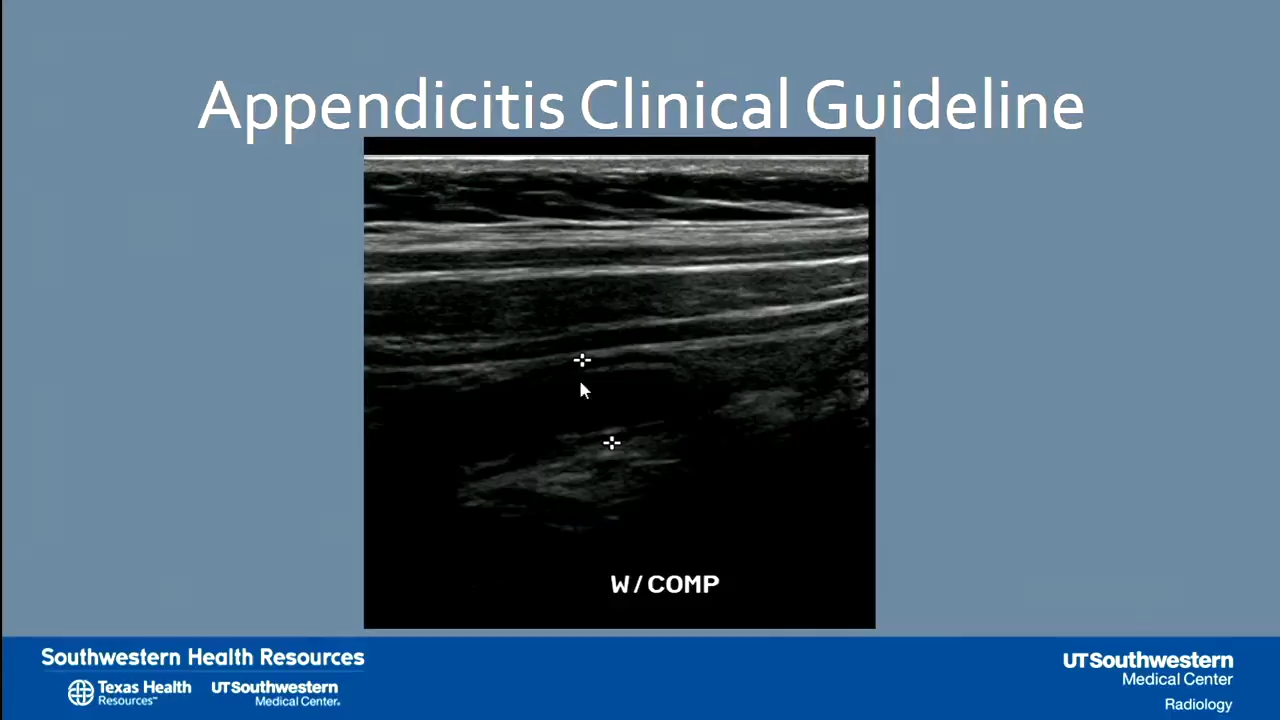 Appendicitis Clinical Guideline
W/COMP
Southwestern Health Resources
Texas Health
Resources™
UTSouthwestern
Medical Center®
UTSouthwestern
Medical Center
Radiology